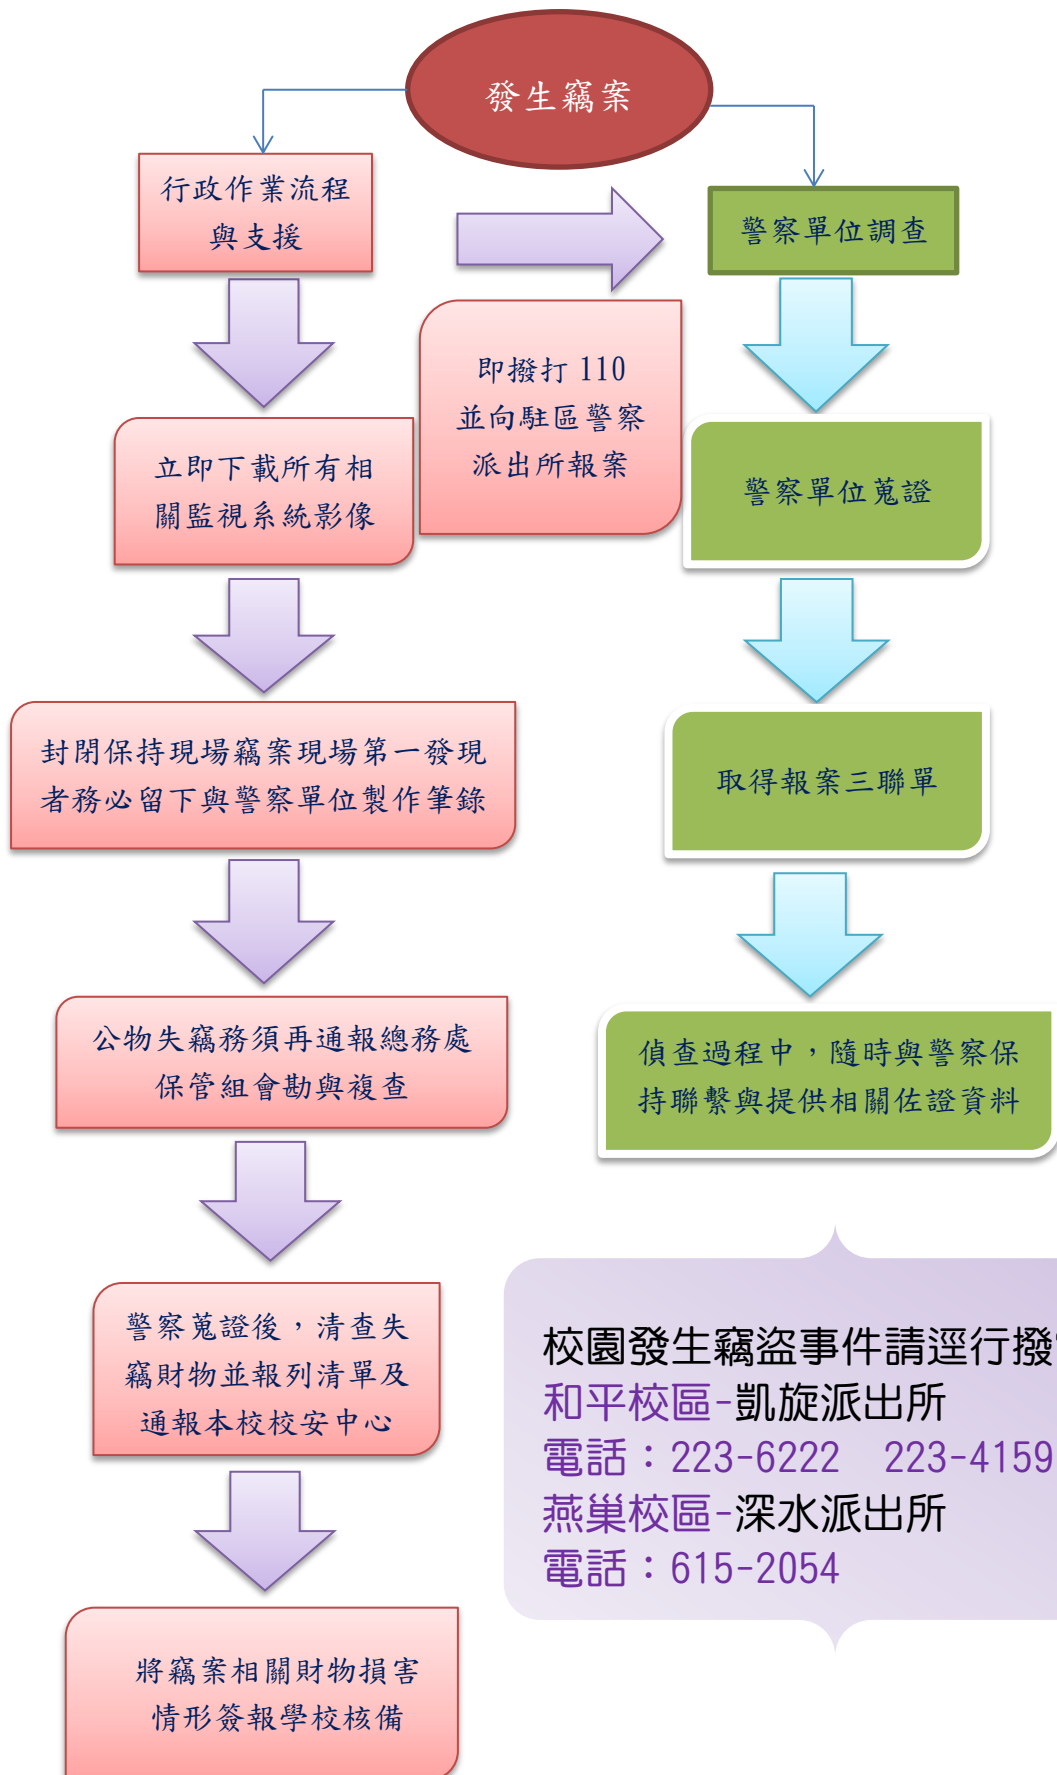 發生竊案
行政作業流程
與支援
警察單位調查
即撥打 110
並向駐區警察
派出所報案
立即下載所有相
關監視系統影像
警察單位蒐證
封閉保持現場竊案現場第一發現
者務必留下與警察單位製作筆錄
取得報案三聯單
公物失竊務須再通報總務處
保管組會勘與複查
偵查過程中，隨時與警察保
持聯繫與提供相關佐證資料
警察蒐證後，清查失
竊財物並報列清單及
通報本校校安中心
校園發生竊盜事件請逕行撥
和平校區-凱旋派出所
電話：223-6222　223-4159
燕巢校區-深水派出所
電話：615-2054
將竊案相關財物損害
情形簽報學校核備